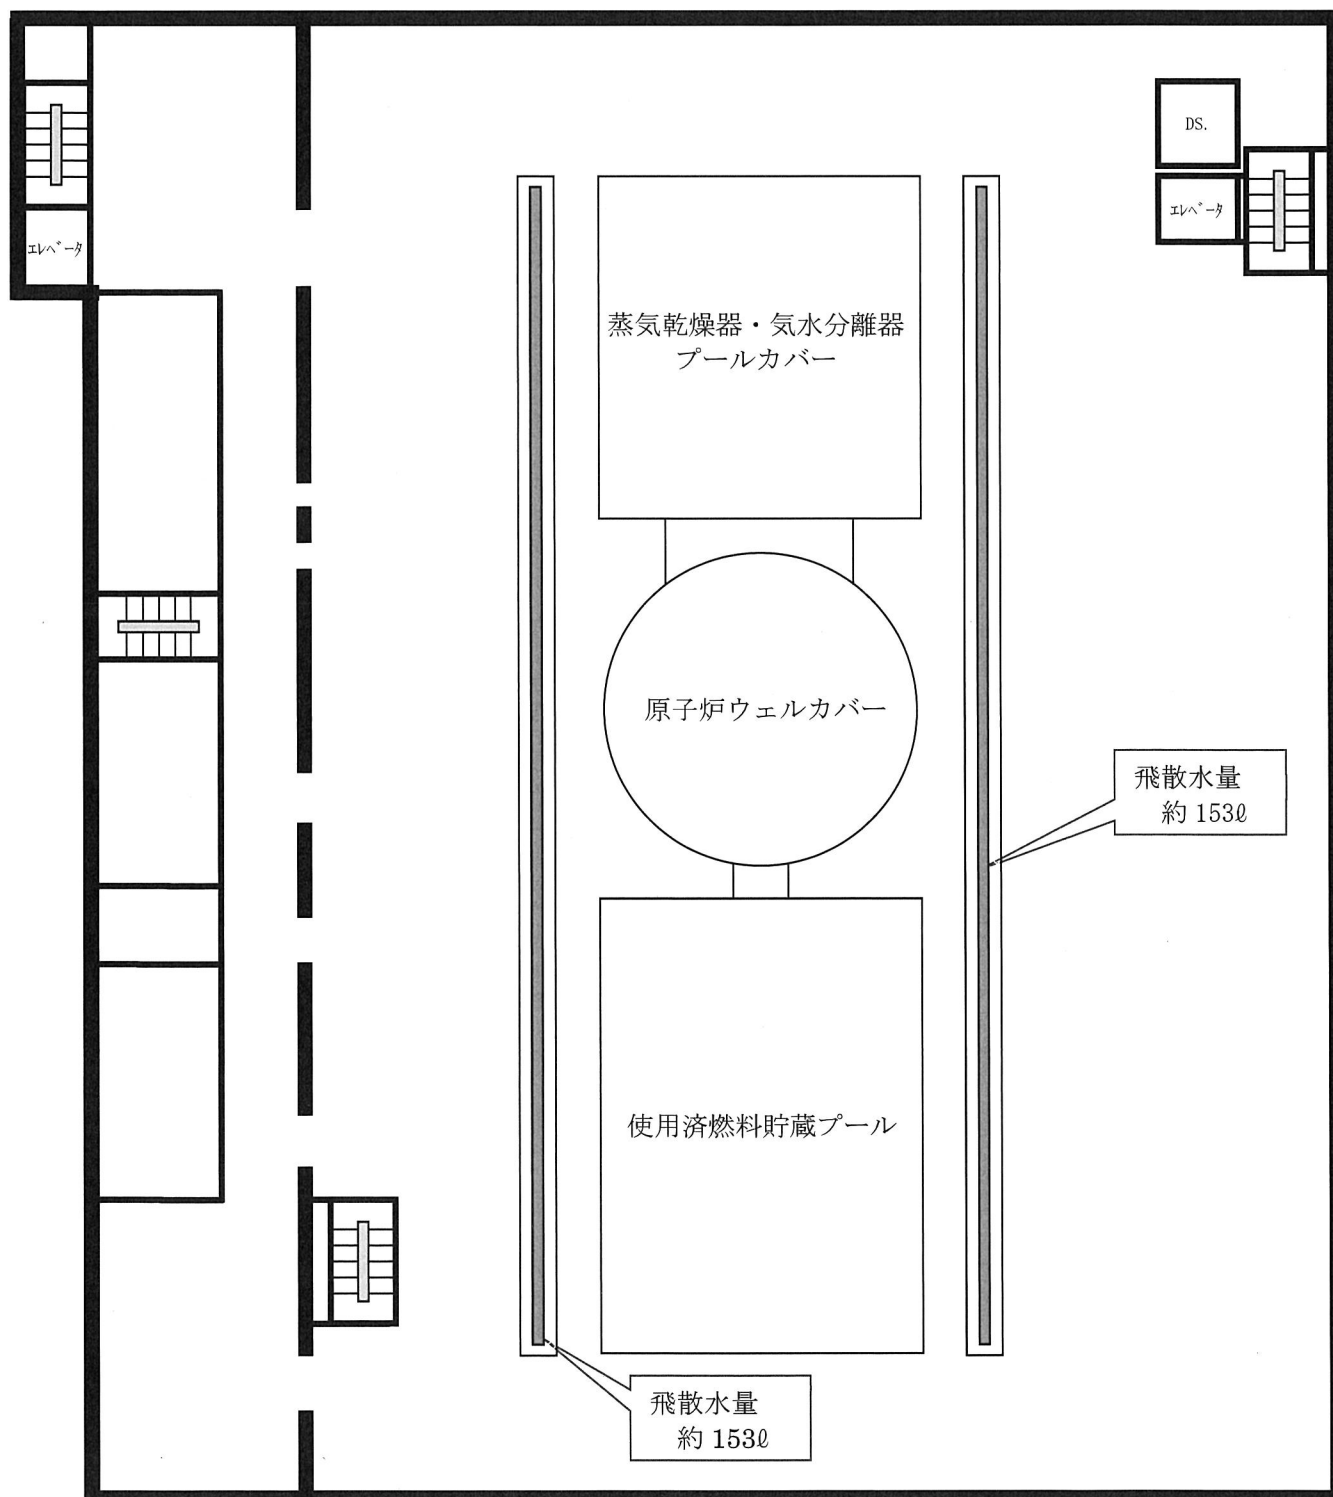 DS.
エレベータ
エレベータ
蒸気乾燥器・気水分離器
プールカバー
原子炉ウェルカバー
飛散水量
約 153ℓ
使用済燃料貯蔵プール
飛散水量
約 153ℓ